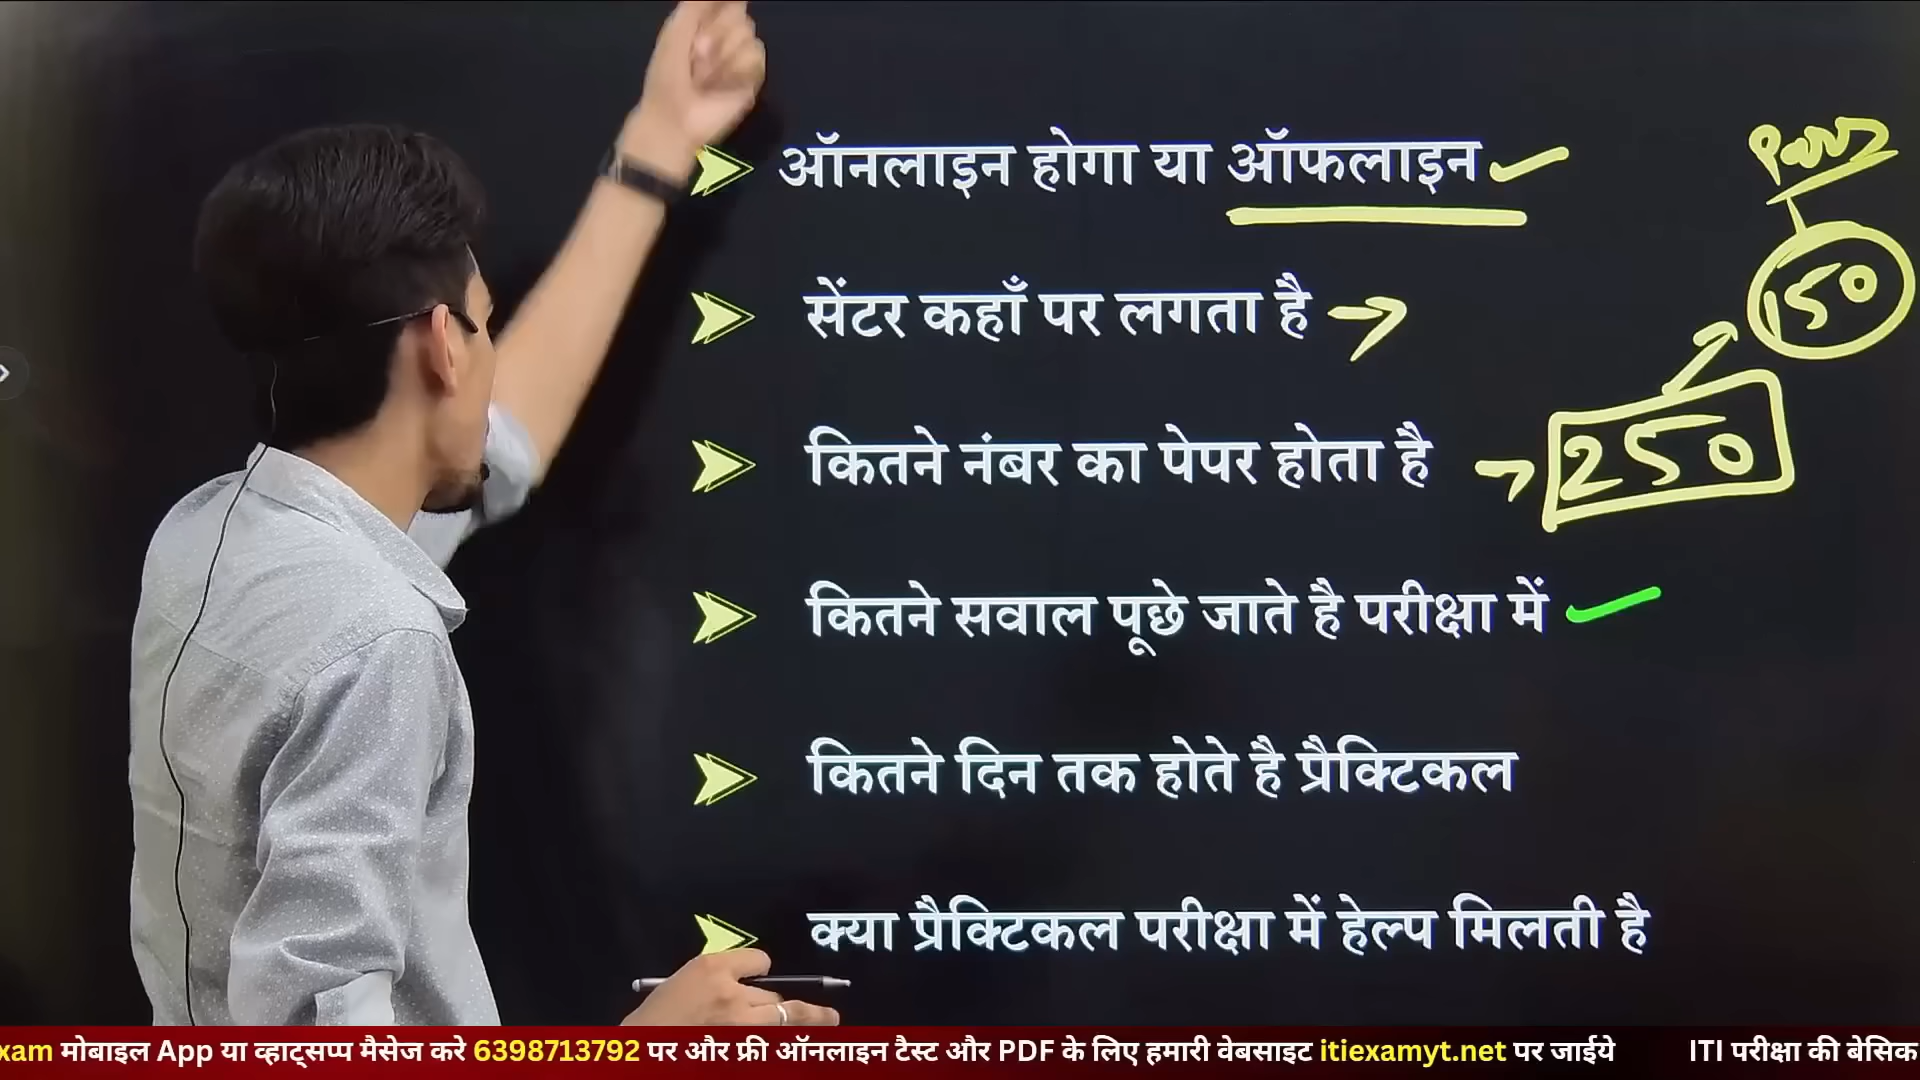 ऑनलाइन होगा या ऑफलाइन
Pass
150
सेंटर कहाँ पर लगता है
कितने नंबर का पेपर होता है
250
कितने सवाल पूछे जाते है परीक्षा में
कितने दिन तक होते है प्रैक्टिकल
क्या प्रैक्टिकल परीक्षा में हेल्प मिलती है
xam मोबाइल App या व्हाट्सप्प मैसेज करे 6398713792 पर और फ्री ऑनलाइन टैस्ट और PDF के लिए हमारी वेबसाइट itiexamyt.net पर जाईये ITI परीक्षा की बेसिक